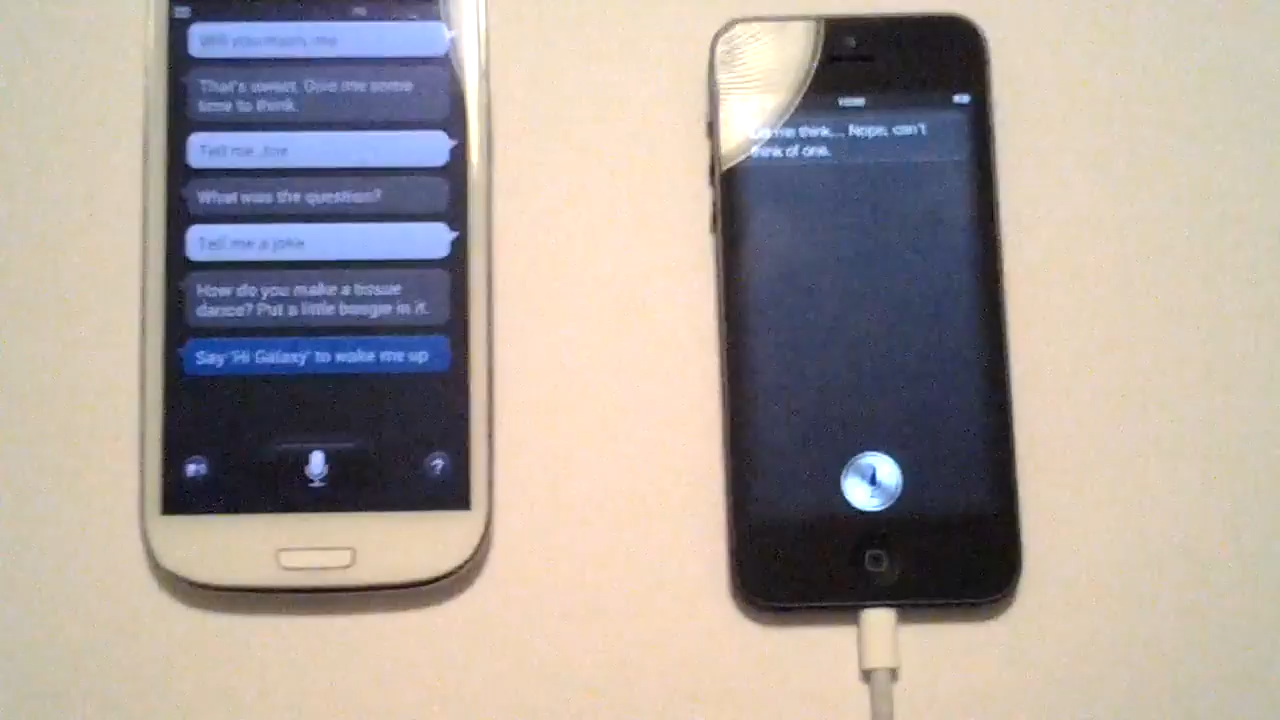 Will you marry me
That's sweet. Give me some
time to think.
Tell me Joe
What was the question?
Tell me a joke
How do you make a tissue
dance? Put a little boogie in it.
Say 'Hi Galaxy' to wake me up
?
me think... Nope, can't
think of one.